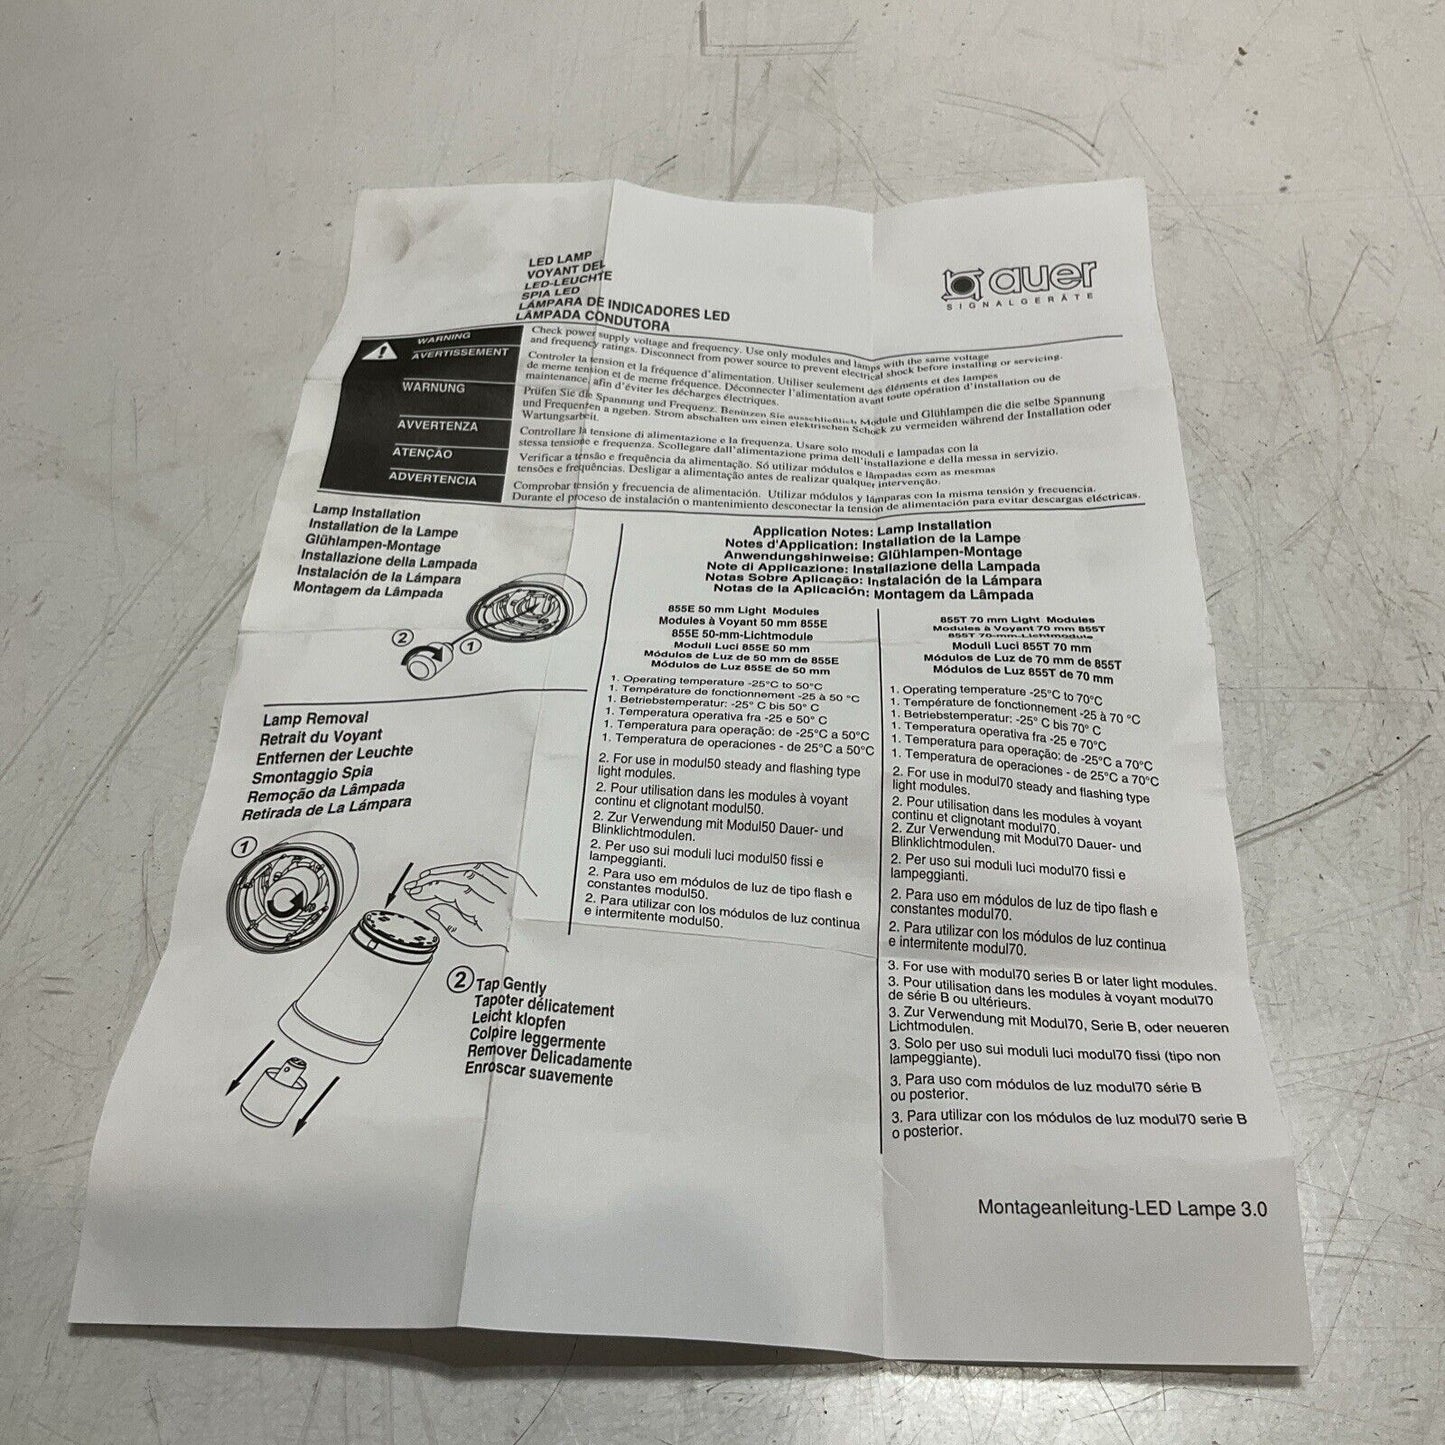 LED LAMP
VOYANT DEL
LED-LEUCHTE
SPIA LED
LÁMPARA DE INDICADORES LED
LÂMPADA CONDUTORA
auer
SIGNALGERÄTE
WARNING
AVERTISSEMENT
WARNUNG
AVVERTENZA
ATENÇÃO
ADVERTENCIA
Check power supply voltage and frequency. Use only modules and lamps with the same voltage
and frequency ratings. Disconnect from power source to prevent electrical shock before installing or servicing.
Controler la tension et la fréquence d'alimentation. Utiliser seulement des éléments et des lampes
de meme tension et de meme fréquence. Déconnecter l'alimentation avant toute opération d'installation ou de
maintenance, afin d'éviter les décharges électriques.
Prüfen Sie die Spannung und Frequenz. Benützen Sie ausschließlich Module und Glühlampen die die selbe Spannung
und Frequenten a ngeben. Strom abschalten um einen elektrischen Schock zu vermeiden während der Installation oder
Wartungsarbeit.
Controllare la tensione di alimentazione e la frequenza. Usare solo moduli e lampadas con la
stessa tensione e frequenza. Scollegare dall'alimentazione prima dell'installazione e della messa in servizio.
Verificar a tensão e frequência da alimentação. Só utilizar módulos e lâmpadas com as mesmas
tensões e frequências. Desligar a alimentação antes de realizar qualquer intervenção.
Comprobar tensión y frecuencia de alimentación. Utilizar módulos y lámparas con la misma tensión y frecuencia.
Durante el proceso de instalación o mantenimiento desconectar la tensión de alimentación para evitar descargas eléctricas.
Lamp Installation
Installation de la Lampe
Glühlampen-Montage
Installazione della Lampada
Instalación de la Lámpara
Montagem da Lâmpada
2
1
Lamp Removal
Retrait du Voyant
Entfernen der Leuchte
Smontaggio Spia
Remoção da Lâmpada
Retirada de La Lámpara
1
2 Tap Gently
Tapoter délicatement
Leicht klopfen
Colpire leggermente
Remover Delicadamente
Enroscar suavemente
Application Notes: Lamp Installation
Notes d'Application: Installation de la Lampe
Anwendungshinweise: Glühlampen-Montage
Note di Applicazione: Installazione della Lampada
Notas Sobre Aplicação: Instalación de la Lámpara
Notas de la Aplicación: Montagem da Lâmpada
855E 50 mm Light Modules
Modules à Voyant 50 mm 855E
855E 50-mm-Lichtmodule
Moduli Luci 855E 50 mm
Módulos de Luz de 50 mm de 855E
Módulos de Luz 855E de 50 mm
1. Operating temperature -25°C to 50°C
1. Température de fonctionnement -25 à 50 °C
1. Betriebstemperatur: -25° C bis 50° C
1. Temperatura operativa fra -25 e 50° C
1. Temperatura para operação: de -25°C a 50°C
1. Temperatura de operaciones - de 25°C a 50°C
2. For use in modul50 steady and flashing type
light modules.
2. Pour utilisation dans les modules à voyant
continu et clignotant modul50.
2. Zur Verwendung mit Modul50 Dauer- und
Blinklichtmodulen.
2. Per uso sui moduli luci modul50 fissi e
lampeggianti.
2. Para uso em módulos de luz de tipo flash e
constantes modul50.
2. Para utilizar con los módulos de luz continua
e intermitente modul50.
855T 70 mm Light Modules
Modules à Voyant 70 mm 855T
855T 70-mm-Lichtmodule
Moduli Luci 855T 70 mm
Módulos de Luz de 70 mm de 855T
Módulos de Luz 855T de 70 mm
1. Operating temperature -25°C to 70°C
1. Température de fonctionnement -25 à 70 °C
1. Betriebstemperatur: -25° C bis 70° C
1. Temperatura operativa fra -25 e 70°C
1. Temperatura para operação: de -25°C a 70°C
1. Temperatura de operaciones - de 25°C a 70°C
2. For use in modul70 steady and flashing type
light modules.
2. Pour utilisation dans les modules à voyant
continu et clignotant modul70.
2. Zur Verwendung mit Modul70 Dauer- und
Blinklichtmodulen.
2. Per uso sui moduli luci modul70 fissi e
lampeggianti.
2. Para uso em módulos de luz de tipo flash e
constantes modul70.
2. Para utilizar con los módulos de luz continua
e intermitente modul70.
3. For use with modul70 series B or later light modules.
3. Pour utilisation dans les modules à voyant modul70
de série B ou ultérieurs.
3. Zur Verwendung mit Modul70, Serie B, oder neueren
Lichtmodulen.
3. Solo per uso sui moduli luci modul70 fissi (tipo non
lampeggiante).
3. Para uso com módulos de luz modul70 série B
ou posterior.
3. Para utilizar con los módulos de luz modul70 serie B
o posterior.
Montageanleitung-LED Lampe 3.0